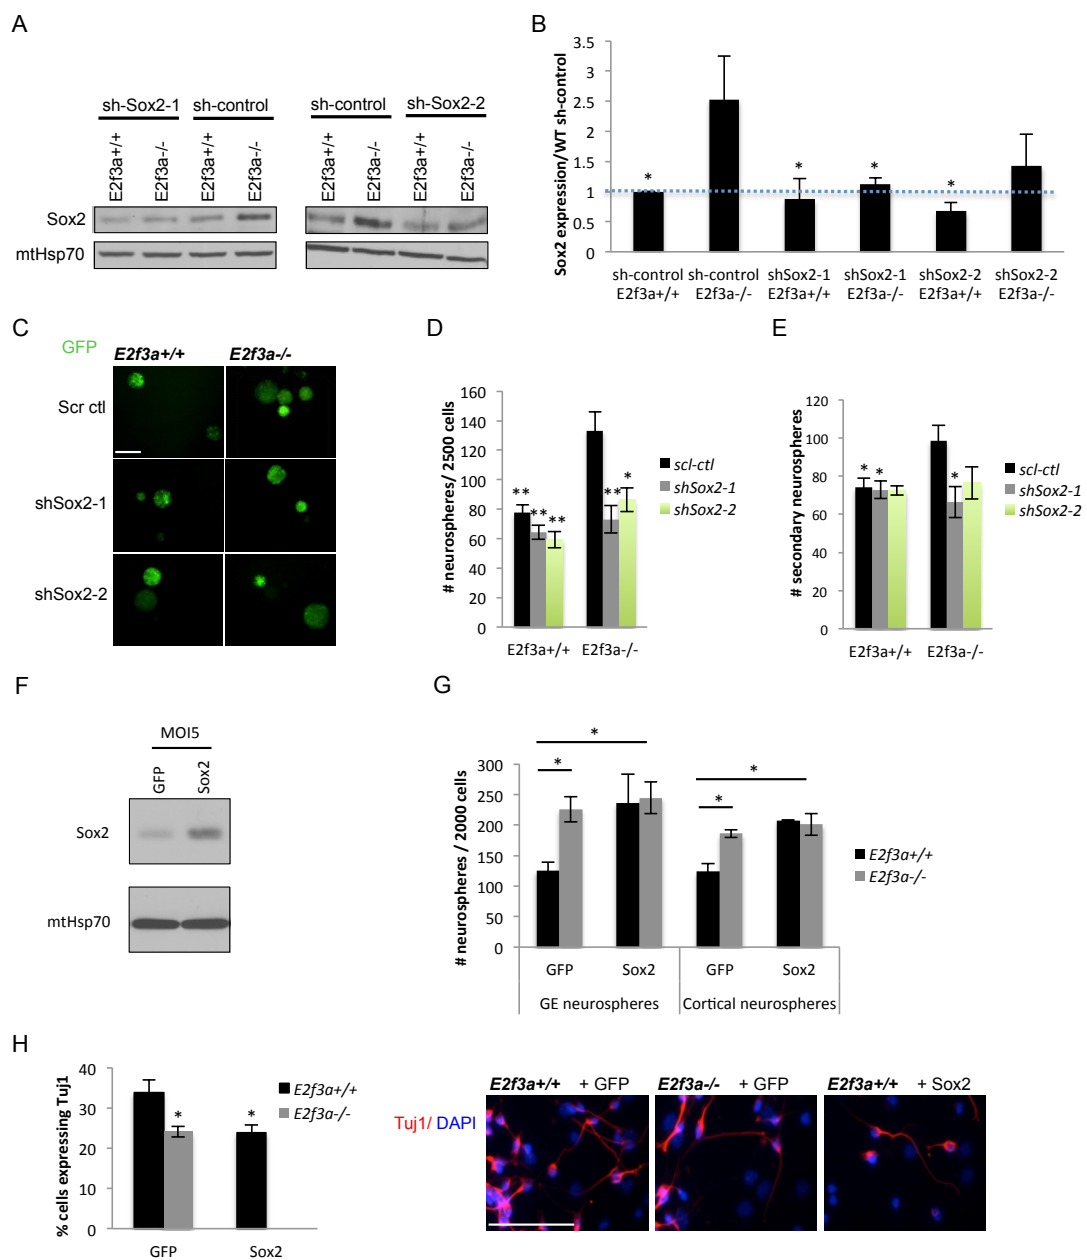 A
sh-Sox2-1 sh-control sh-control sh-Sox2-2
E2f3a+/+ E2f3a-/- E2f3a+/+ E2f3a-/- E2f3a+/+ E2f3a-/- E2f3a+/+ E2f3a-/-
Sox2
mtHsp70
B
Sox2 expression/WT sh-control
3.5
3
2.5
2
1.5
1
0.5
0
* * * *
sh-control sh-control shSox2-1 shSox2-1 shSox2-2 shSox2-2
E2f3a+/+ E2f3a-/- E2f3a+/+ E2f3a-/- E2f3a+/+ E2f3a-/-
C
GFP
E2f3a+/+ E2f3a-/-
Scr ctl
shSox2-1
shSox2-2
D
# neurospheres/ 2500 cells
160
140
120
100
80
60
40
20
0
** ** ** ** *
E2f3a+/+ E2f3a-/-
scl-ctl
shSox2-1
shSox2-2
E
# secondary neurospheres
120
100
80
60
40
20
0
* * *
E2f3a+/+ E2f3a-/-
scl-ctl
shSox2-1
shSox2-2
F
MOI5
GFP Sox2
Sox2
mtHsp70
G
# neurospheres / 2000 cells
300
250
200
150
100
50
0
* * * *
GFP Sox2 GFP Sox2
GE neurospheres Cortical neurospheres
E2f3a+/+
E2f3a-/-
H
% cells expressing Tuj1
40
30
20
10
0
* *
GFP Sox2
E2f3a+/+
E2f3a-/-
E2f3a+/+ + GFP E2f3a-/- + GFP E2f3a+/+ + Sox2
Tuj1/ DAPI